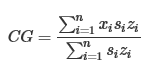 CG = \frac{\sum_{i=1}^{n} x_i s_i z_i}{\sum_{i=1}^{n} s_i z_i}